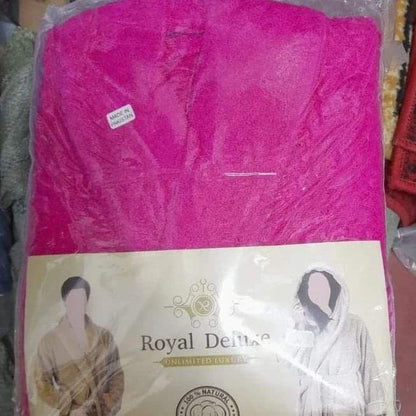 MADE IN
PAKISTAN
Royal Deluxe
UNLIMITED LUXURY
100% NATURAL